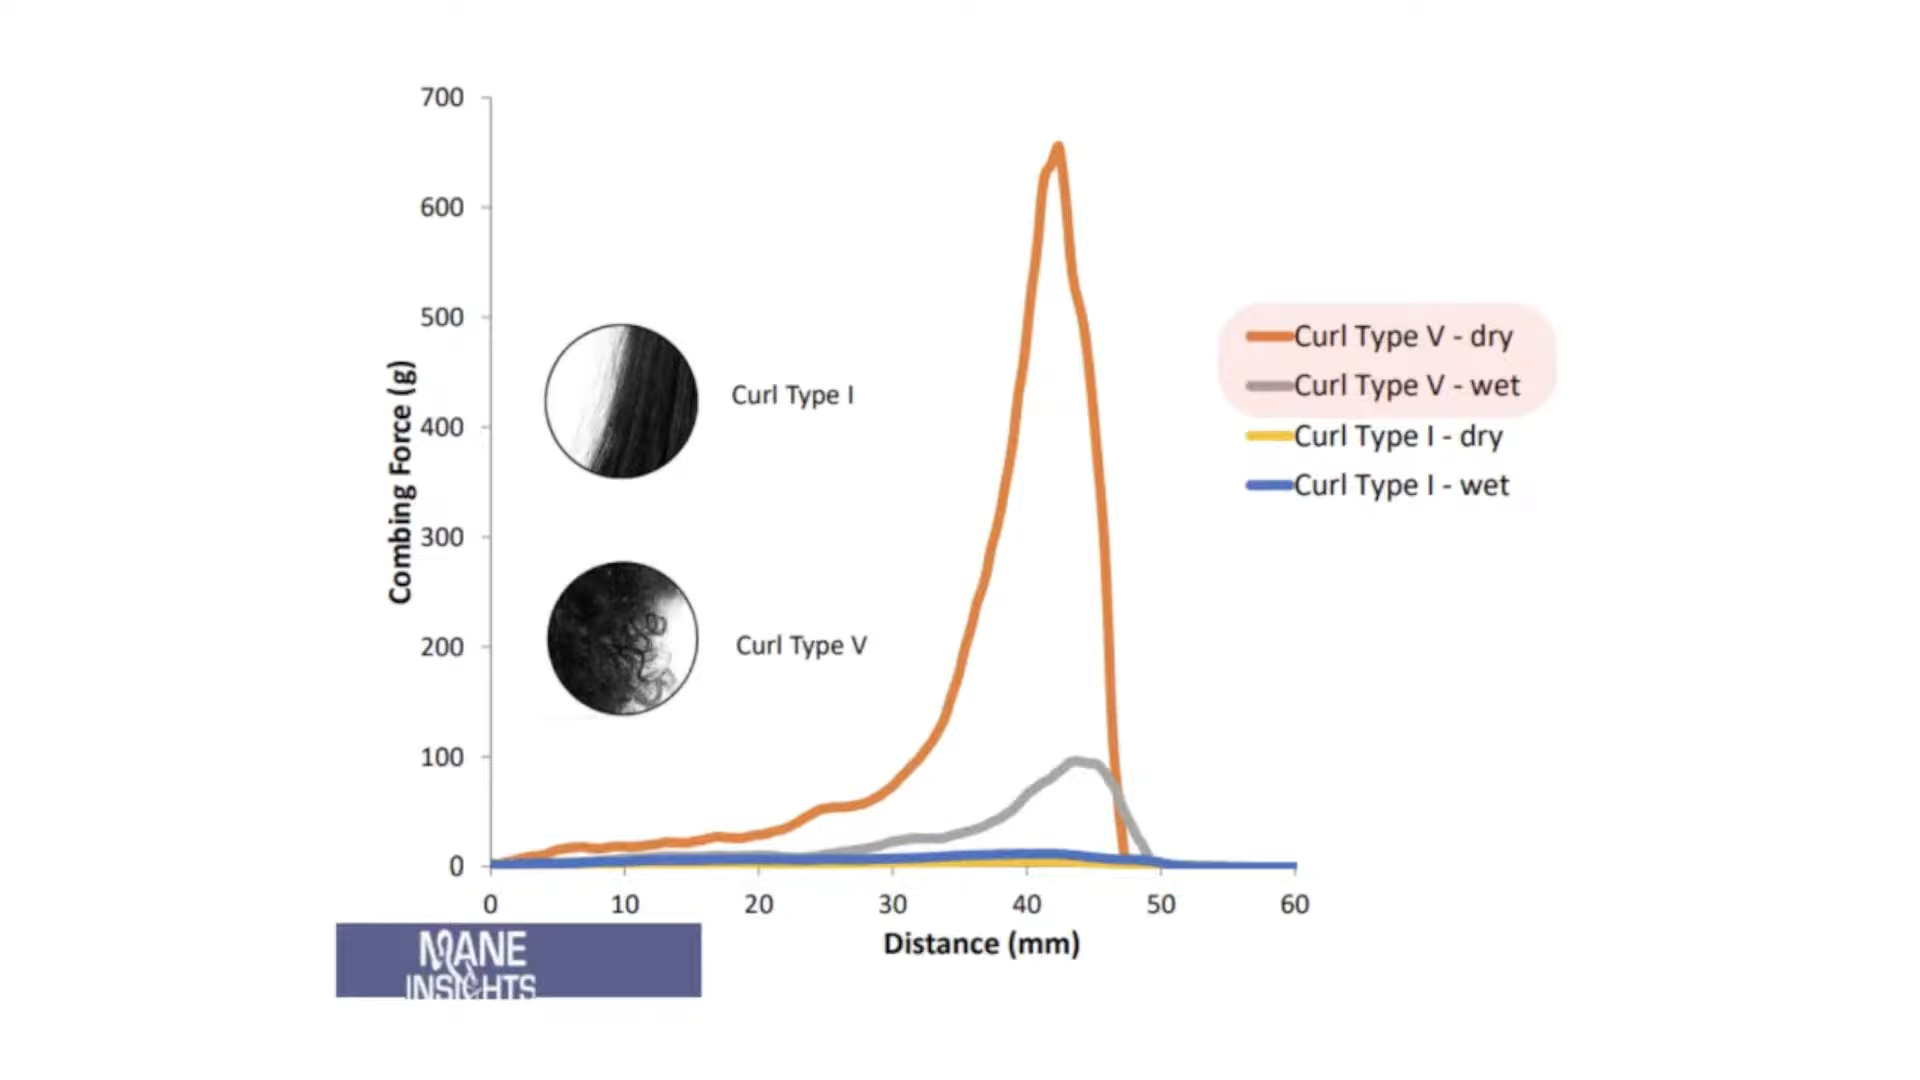 700
600
500
400
300
200
100
0
Combing Force (g)
Curl Type I
Curl Type V
Curl Type V - dry
Curl Type V - wet
Curl Type I - dry
Curl Type I - wet
0 10 20 30 40 50 60
Distance (mm)
MANE
INSIGHTS